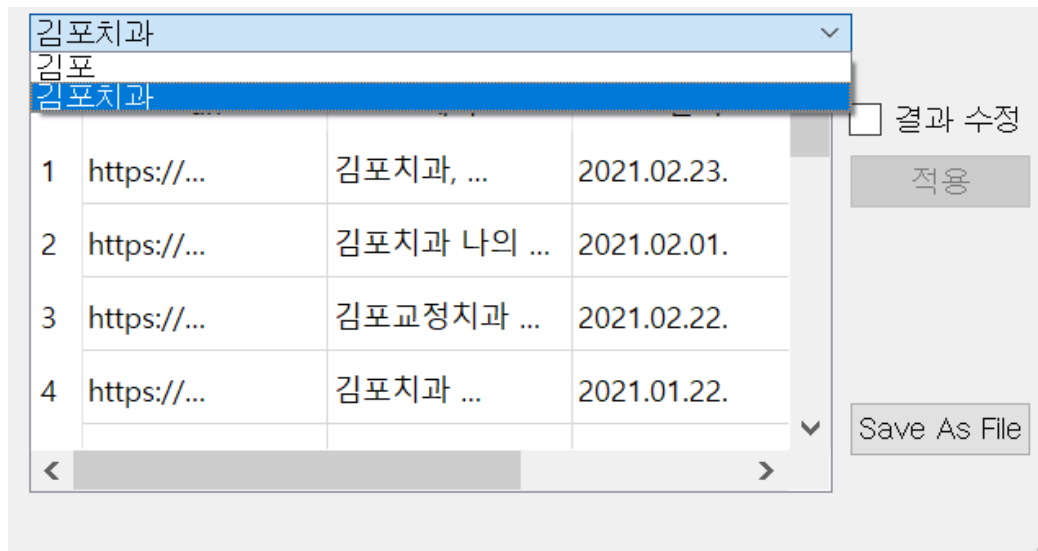 김포치과
김포
김포치과
결과 수정
1 https://... 김포치과, ... 2021.02.23.
적용
2 https://... 김포치과 나의 ... 2021.02.01.
3 https://... 김포교정치과 ... 2021.02.22.
4 https://... 김포치과 ... 2021.01.22.
Save As File